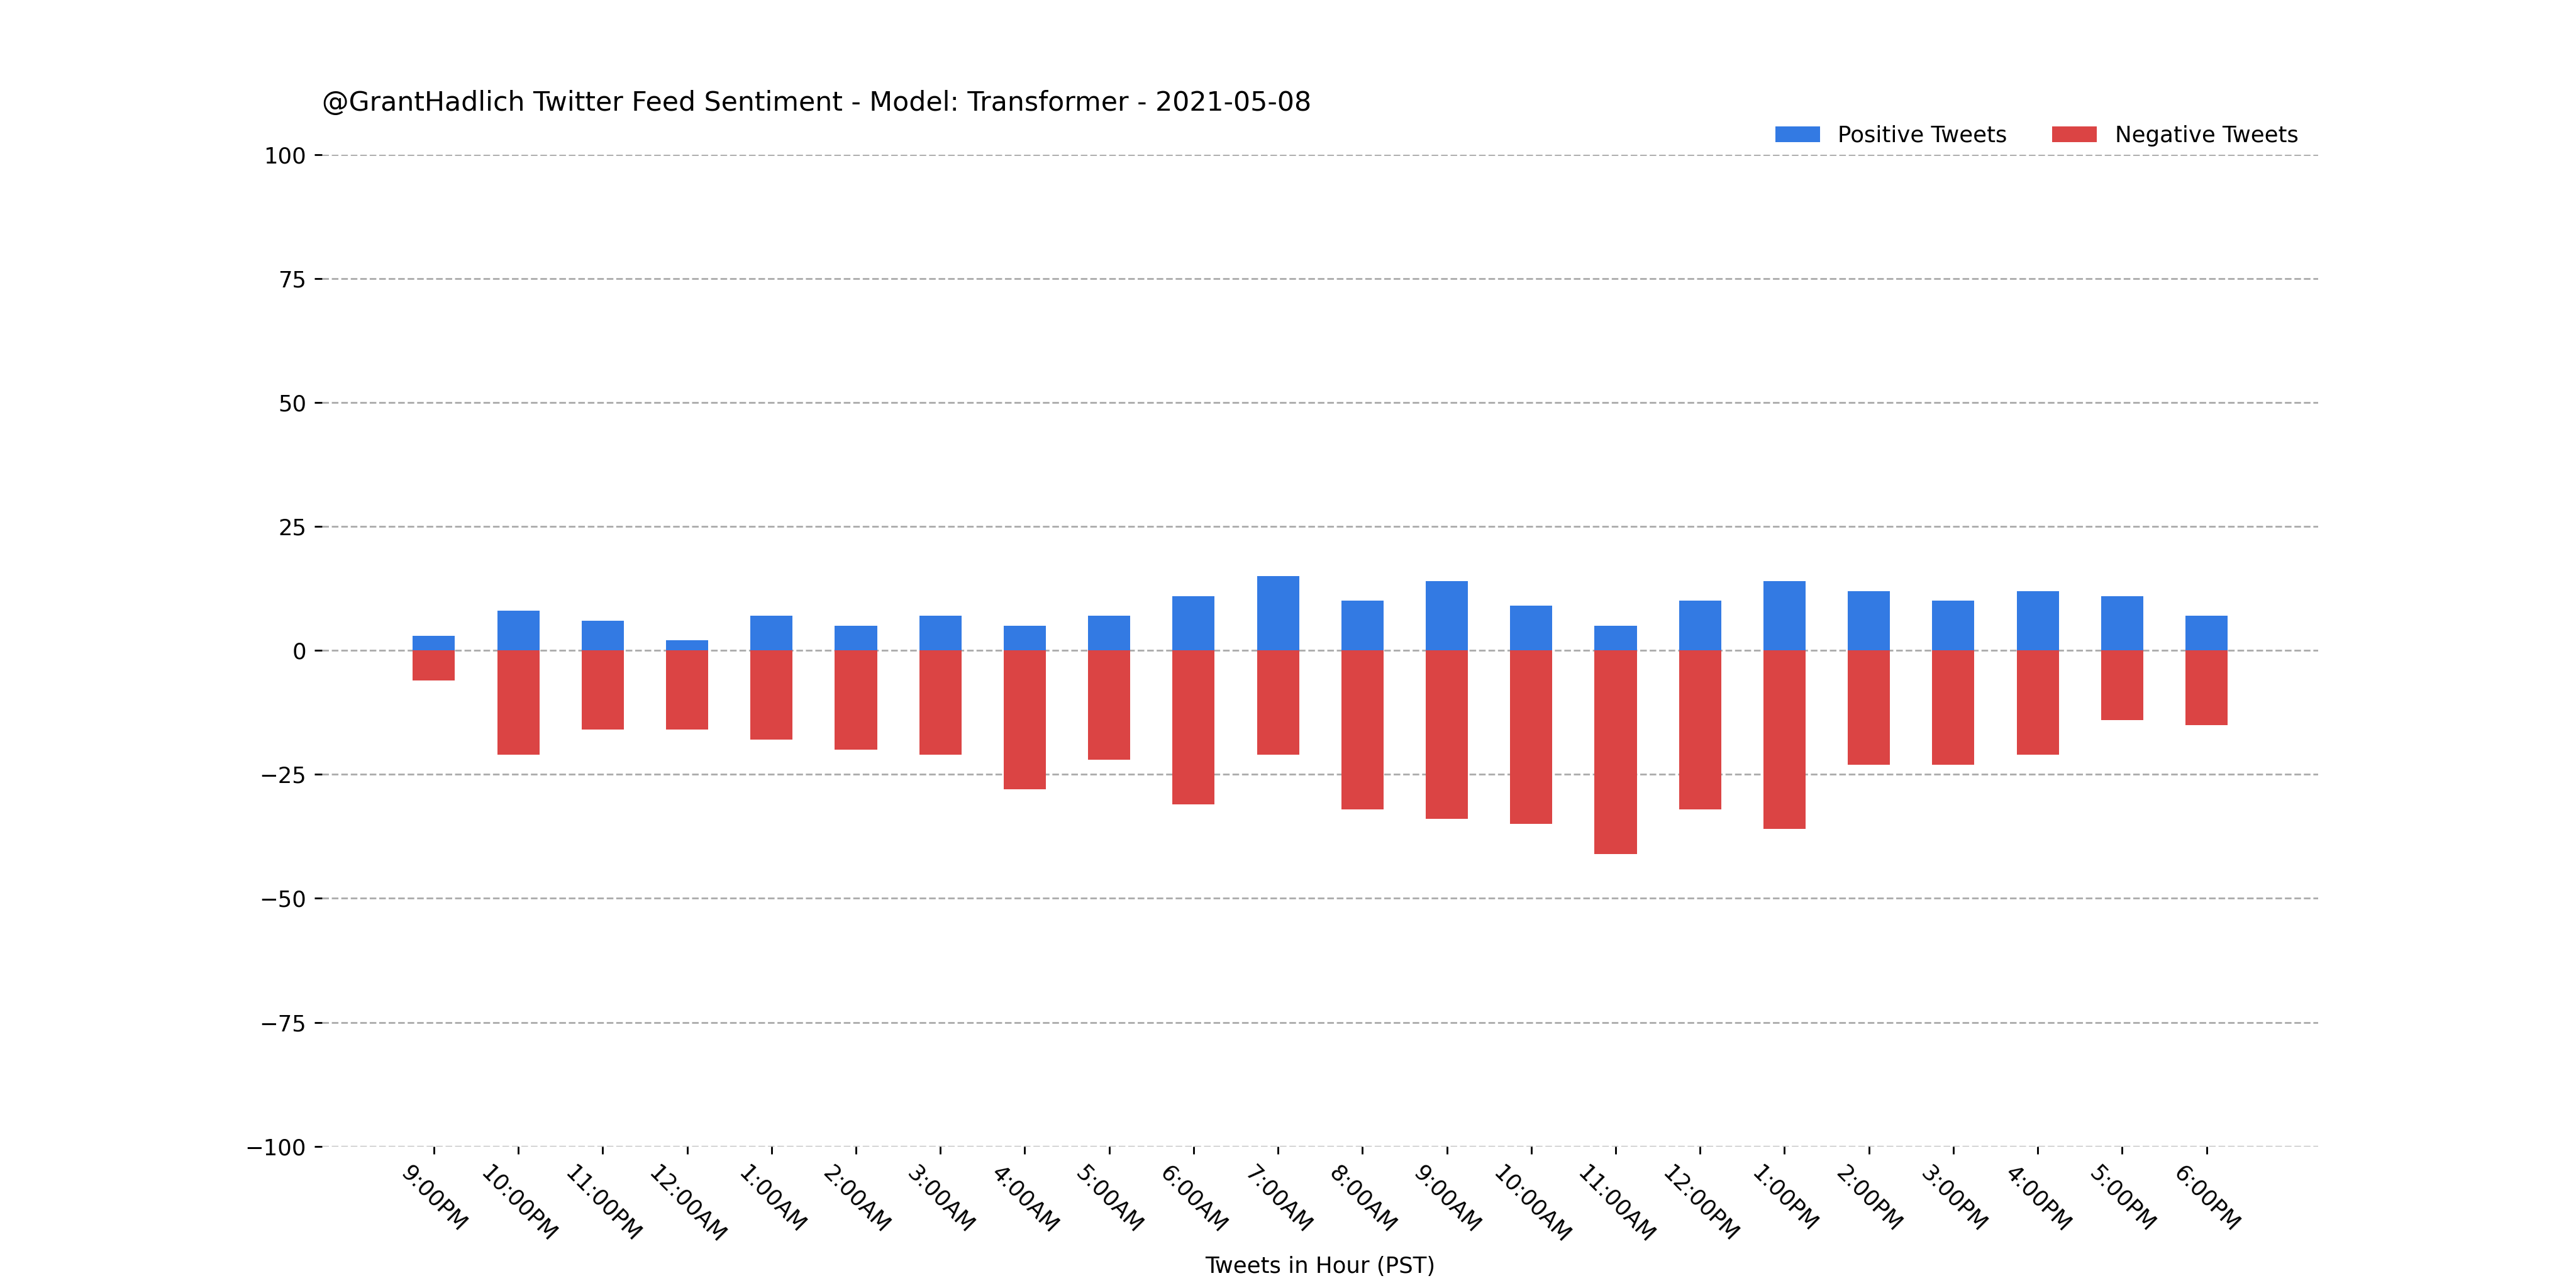 @GrantHadlich Twitter Feed Sentiment - Model: Transformer - 2021-05-08
Positive Tweets
Negative Tweets
100
75
50
25
0
−25
−50
−75
−100
9:00PM
10:00PM
11:00PM
12:00AM
1:00AM
2:00AM
3:00AM
4:00AM
5:00AM
6:00AM
7:00AM
8:00AM
9:00AM
10:00AM
11:00AM
12:00PM
1:00PM
2:00PM
3:00PM
4:00PM
5:00PM
6:00PM
Tweets in Hour (PST)